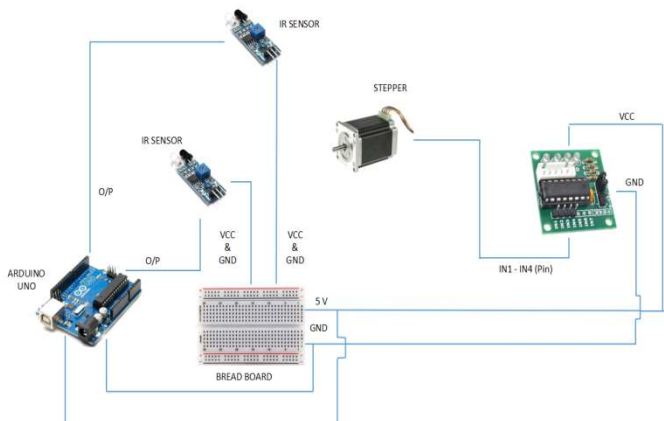 IR SENSOR
STEPPER
VCC
IR SENSOR
GND
O/P
VCC
&
GND
VCC
&
GND
O/P
ARDUINO
UNO
IN1 - IN4 (Pin)
5 V
GND
BREAD BOARD